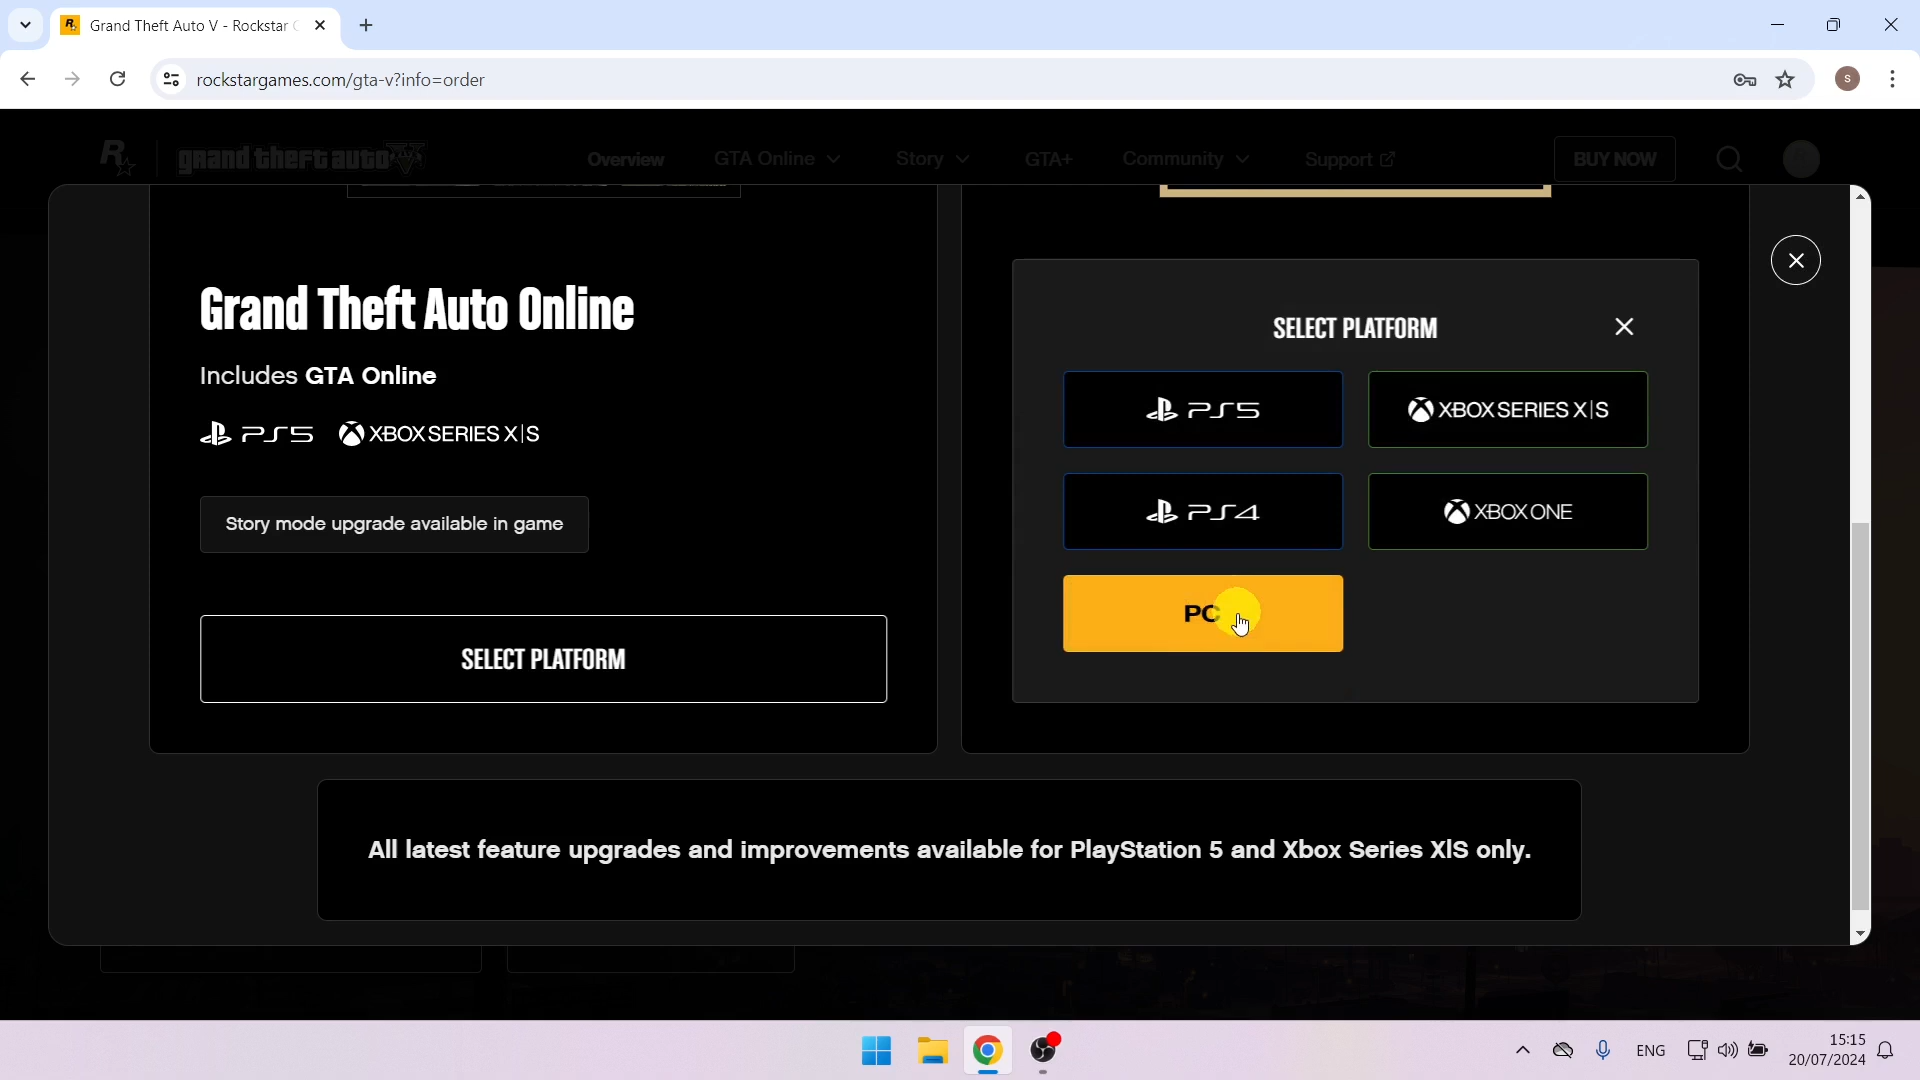 Grand Theft Auto V - Rockstar
rockstargames.com/gta-v?info=order
S
grand theft auto V
Overview
GTA Online
Story
GTA+
Community
Support
BUY NOW
Grand Theft Auto Online
Includes GTA Online
PS5 XBOX SERIES X|S
Story mode upgrade available in game
SELECT PLATFORM
SELECT PLATFORM
PS5
XBOX SERIES X|S
PS4
XBOX ONE
PC
All latest feature upgrades and improvements available for PlayStation 5 and Xbox Series X|S only.
ENG
15:15
20/07/2024